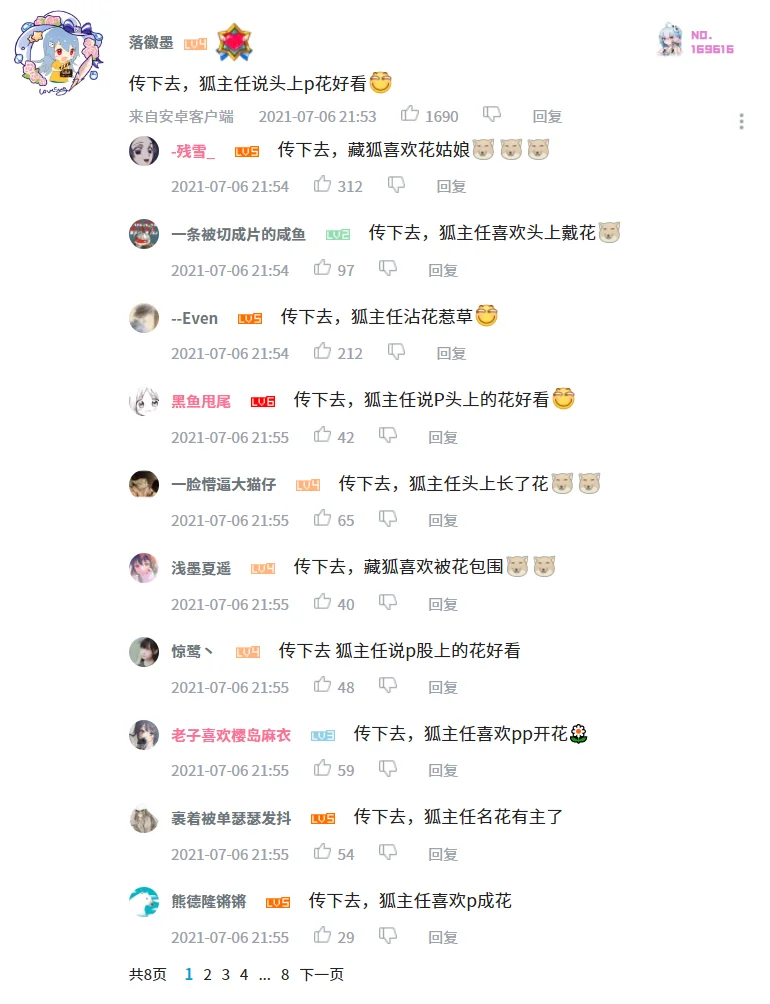 落徽墨 LV4
NO.
169616
传下去，狐主任说头上p花好看
来自安卓客户端 2021-07-06 21:53 1690 回复
-残雪_ LV5 传下去，藏狐喜欢花姑娘
2021-07-06 21:54 312 回复
一条被切成片的咸鱼 LV2 传下去，狐主任喜欢头上戴花
2021-07-06 21:54 97 回复
--Even LV5 传下去，狐主任沾花惹草
2021-07-06 21:54 212 回复
黑鱼甩尾 LV6 传下去，狐主任说P头上的花好看
2021-07-06 21:55 42 回复
一脸懵逼大猫仔 LV4 传下去，狐主任头上长了花
2021-07-06 21:55 65 回复
浅墨夏遥 LV4 传下去，藏狐喜欢被花包围
2021-07-06 21:55 40 回复
惊鹭丶 LV4 传下去 狐主任说p股上的花好看
2021-07-06 21:55 48 回复
老子喜欢樱岛麻衣 LV3 传下去，狐主任喜欢pp开花
2021-07-06 21:55 59 回复
裹着被单瑟瑟发抖 LV5 传下去，狐主任名花有主了
2021-07-06 21:55 54 回复
熊德隆锵锵 LV5 传下去，狐主任喜欢p成花
2021-07-06 21:55 29 回复
共8页 1 2 3 4 ... 8 下一页